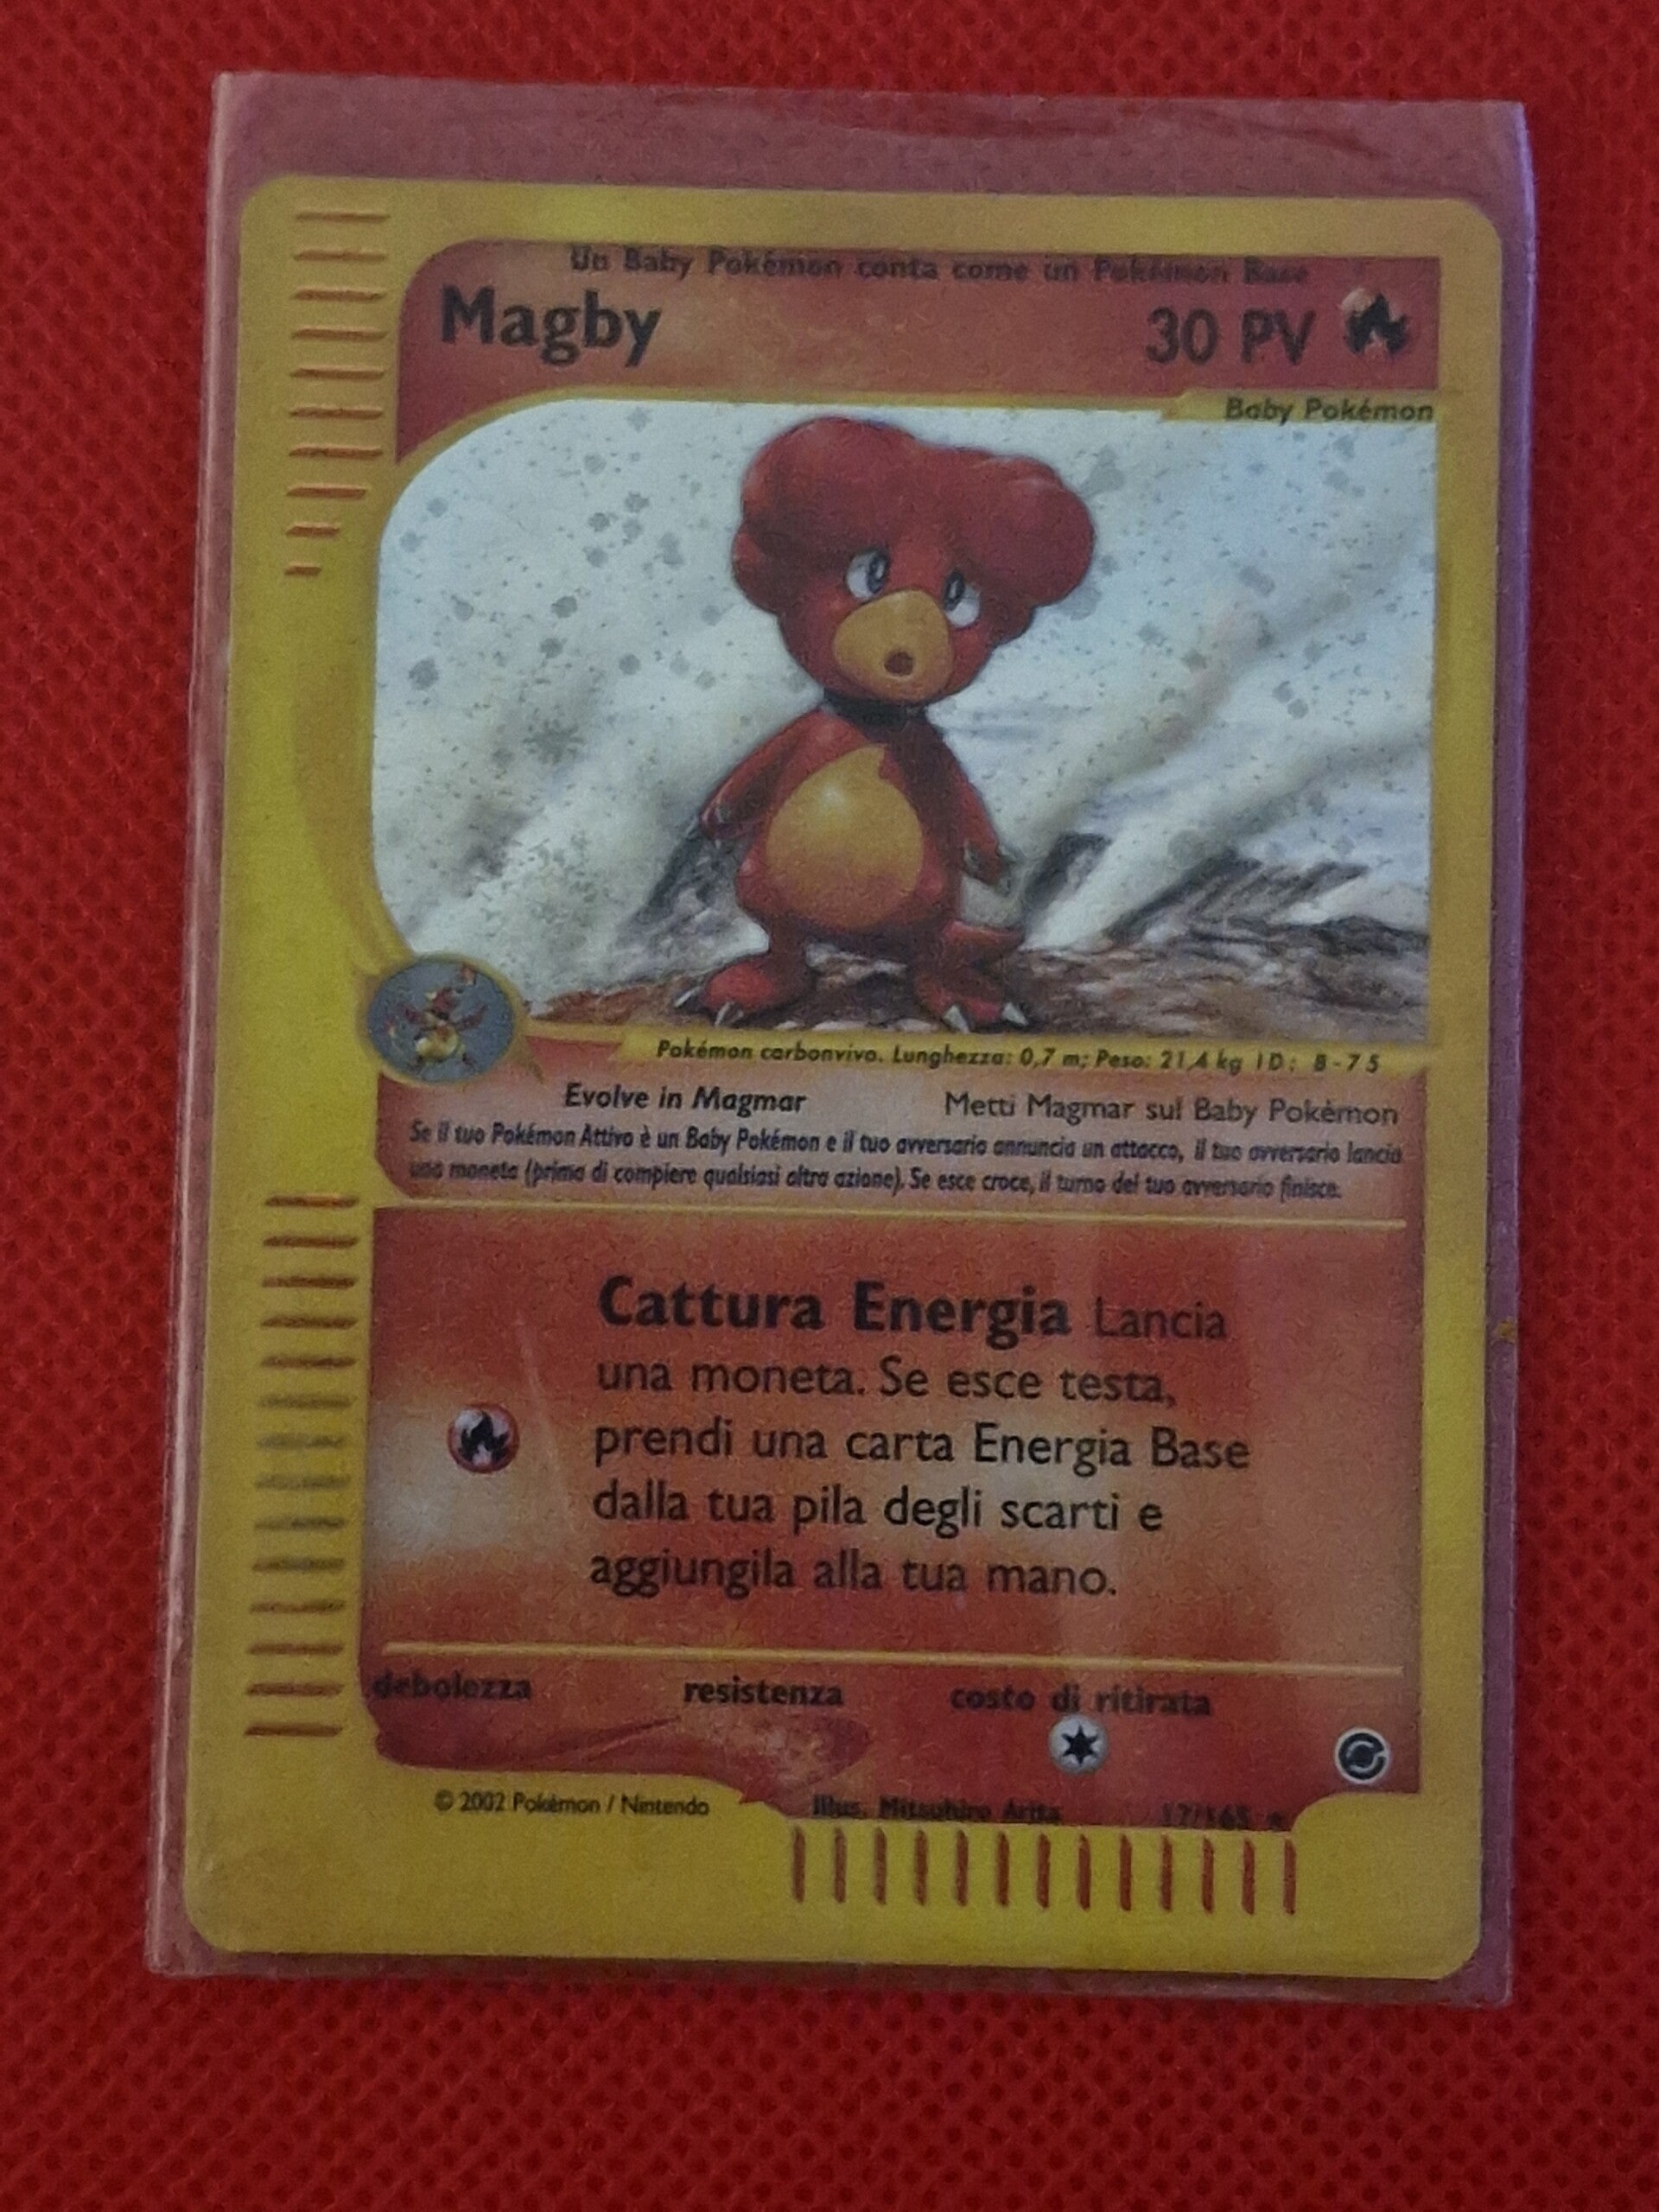 Un Baby Pokémon conta come un Pokémon Base
Magby 30 PV
Baby Pokémon
Pokémon carbonvivo. Lunghezza: 0,7 m; Peso: 21,4 kg ID: B-75
Evolve in Magmar Metti Magmar sul Baby Pokémon
Se il tuo Pokémon Attivo è un Baby Pokémon e il tuo avversario annuncia un attacco, il tuo avversario lancia
una moneta (prima di compiere qualsiasi altra azione). Se esce croce, il turno del tuo avversario finisce.
Cattura Energia Lancia
una moneta. Se esce testa,
prendi una carta Energia Base
dalla tua pila degli scarti e
aggiungila alla tua mano.
debolezza resistenza costo di ritirata
© 2002 Pokémon / Nintendo Illus. Mitsuhiro Arita 17/165 ★